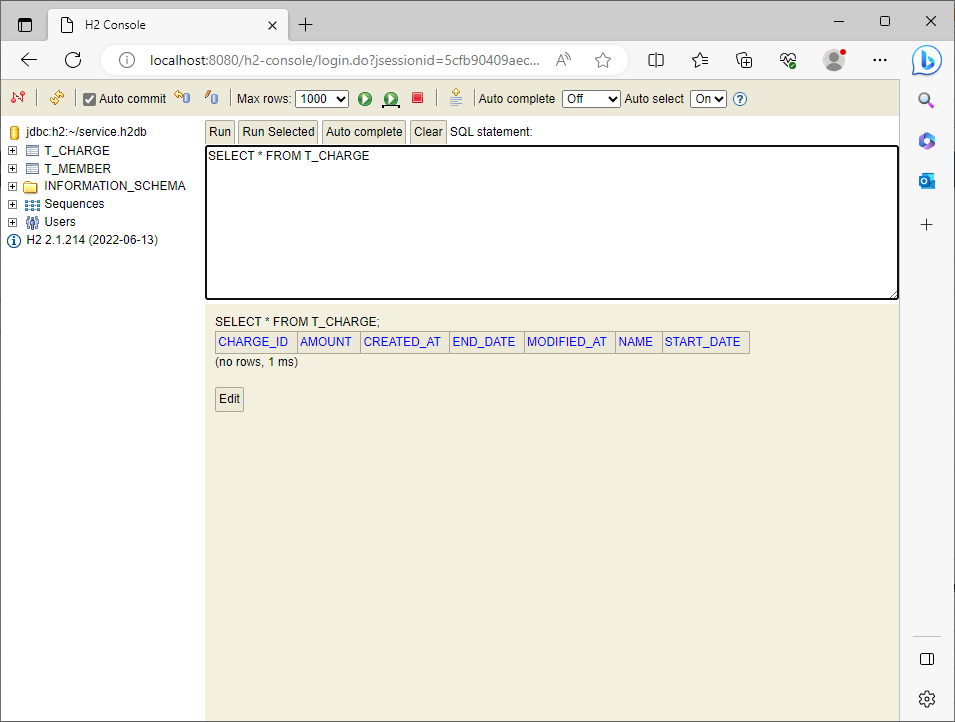 H2 Console
localhost:8080/h2-console/login.do?jsessionid=5cfb90409aec...
Auto commit Max rows: 1000 Auto complete Off Auto select On
jdbc:h2:~/service.h2db
T_CHARGE
T_MEMBER
INFORMATION_SCHEMA
Sequences
Users
H2 2.1.214 (2022-06-13)
Run Run Selected Auto complete Clear SQL statement:
SELECT * FROM T_CHARGE
SELECT * FROM T_CHARGE;
CHARGE_ID AMOUNT CREATED_AT END_DATE MODIFIED_AT NAME START_DATE
(no rows, 1 ms)
Edit